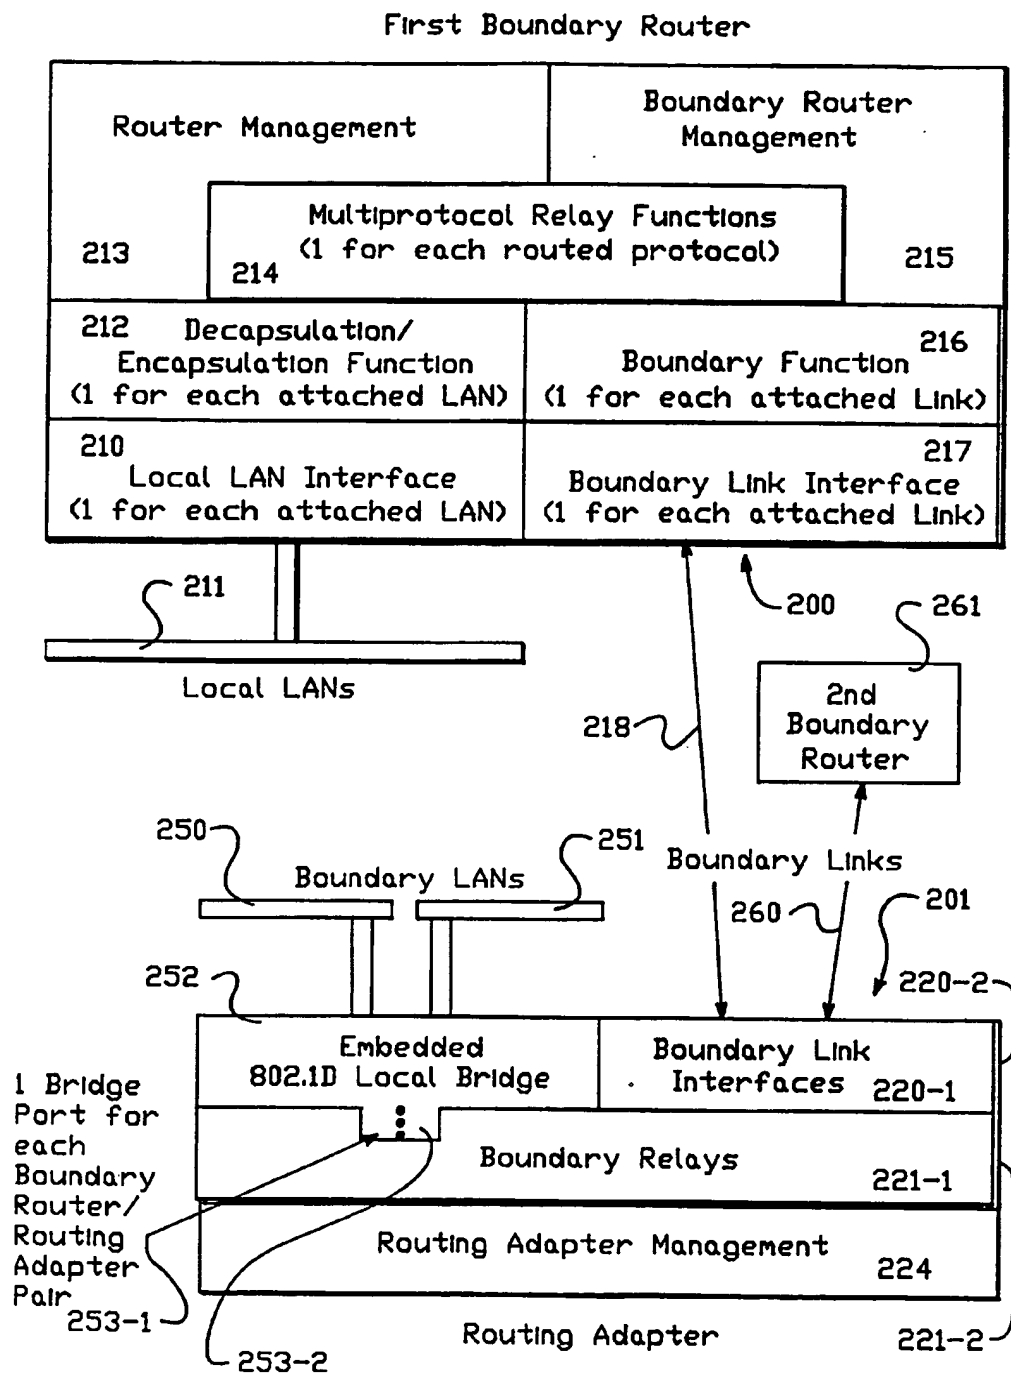 First Boundary Router
Router Management
Boundary Router
Management
Multiprotocol Relay Functions
(1 for each routed protocol)
213
214
215
212 Decapsulation/
Encapsulation Function
(1 for each attached LAN)
216
Boundary Function
(1 for each attached Link)
210
Local LAN Interface
(1 for each attached LAN)
217
Boundary Link Interface
(1 for each attached Link)
211
200
261
Local LANs
2nd
Boundary
Router
218
250
251
Boundary Links
Boundary LANs
260
201
252
220-2
Embedded
802.1D Local Bridge
Boundary Link
Interfaces 220-1
1 Bridge
Port for
each
Boundary
Router/
Routing
Adapter
Pair
Boundary Relays
221-1
Routing Adapter Management
224
253-1
Routing Adapter
221-2
253-2